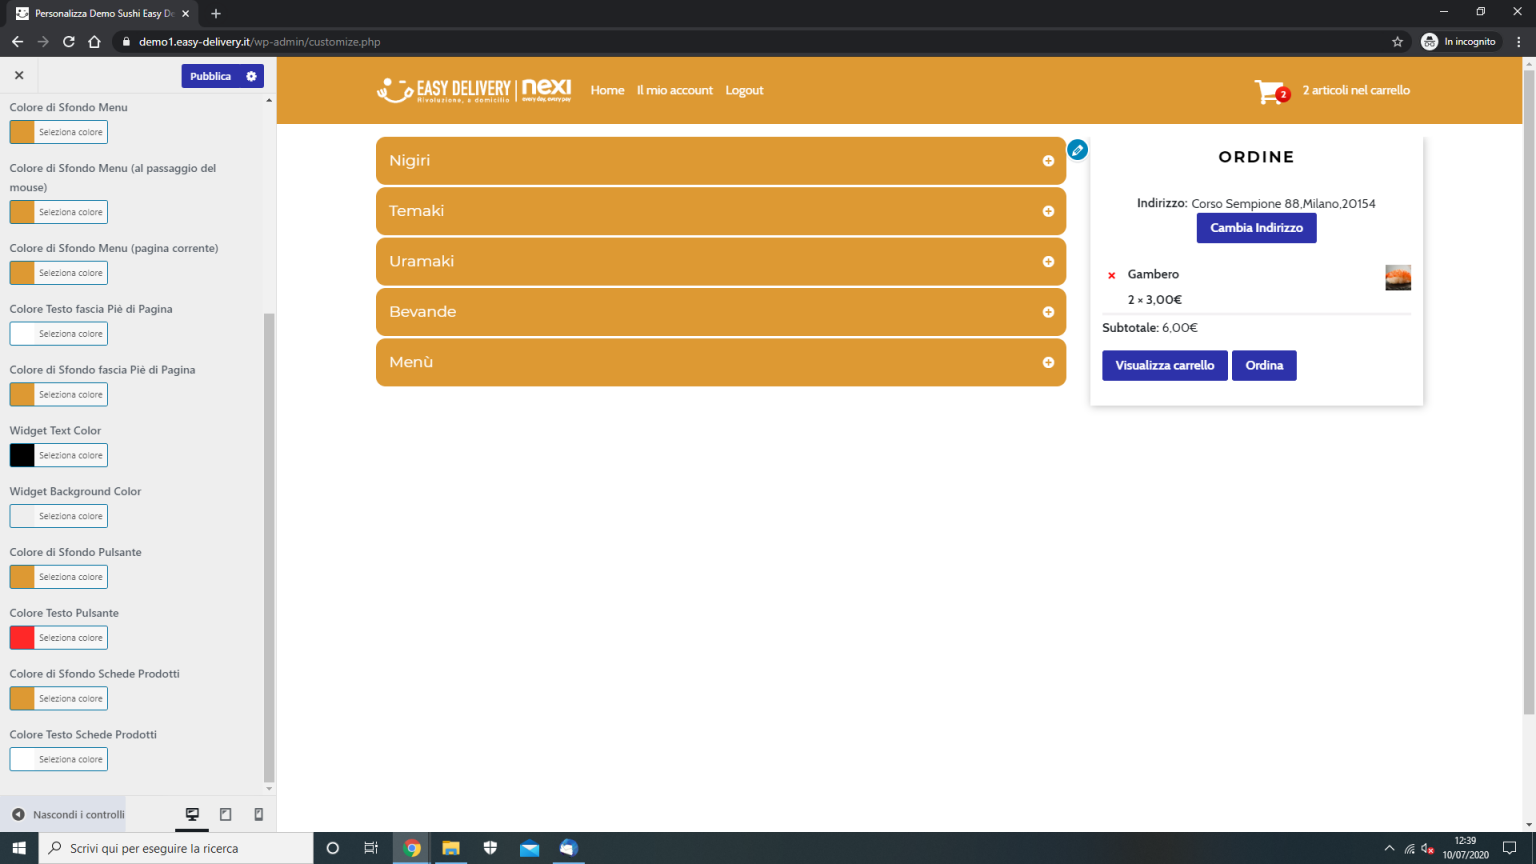 Personalizza Demo Sushi Easy De
demo1.easy-delivery.it/wp-admin/customize.php
In incognito
Pubblica
Colore di Sfondo Menu
Seleziona colore
Colore di Sfondo Menu (al passaggio del
mouse)
Seleziona colore
Colore di Sfondo Menu (pagina corrente)
Seleziona colore
Colore Testo fascia Piè di Pagina
Seleziona colore
Colore di Sfondo fascia Piè di Pagina
Seleziona colore
Widget Text Color
Seleziona colore
Widget Background Color
Seleziona colore
Colore di Sfondo Pulsante
Seleziona colore
Colore Testo Pulsante
Seleziona colore
Colore di Sfondo Schede Prodotti
Seleziona colore
Colore Testo Schede Prodotti
Seleziona colore
Nascondi i controlli
EASY DELIVERY
Rivoluzione, a domicilio
nexi
every day, every pay
Home
Il mio account
Logout
2
2 articoli nel carrello
Nigiri
Temaki
Uramaki
Bevande
Menù
ORDINE
Indirizzo: Corso Sempione 88,Milano,20154
Cambia Indirizzo
Gambero
2 × 3,00€
Subtotale: 6,00€
Visualizza carrello
Ordina
Scrivi qui per eseguire la ricerca
12:39
10/07/2020